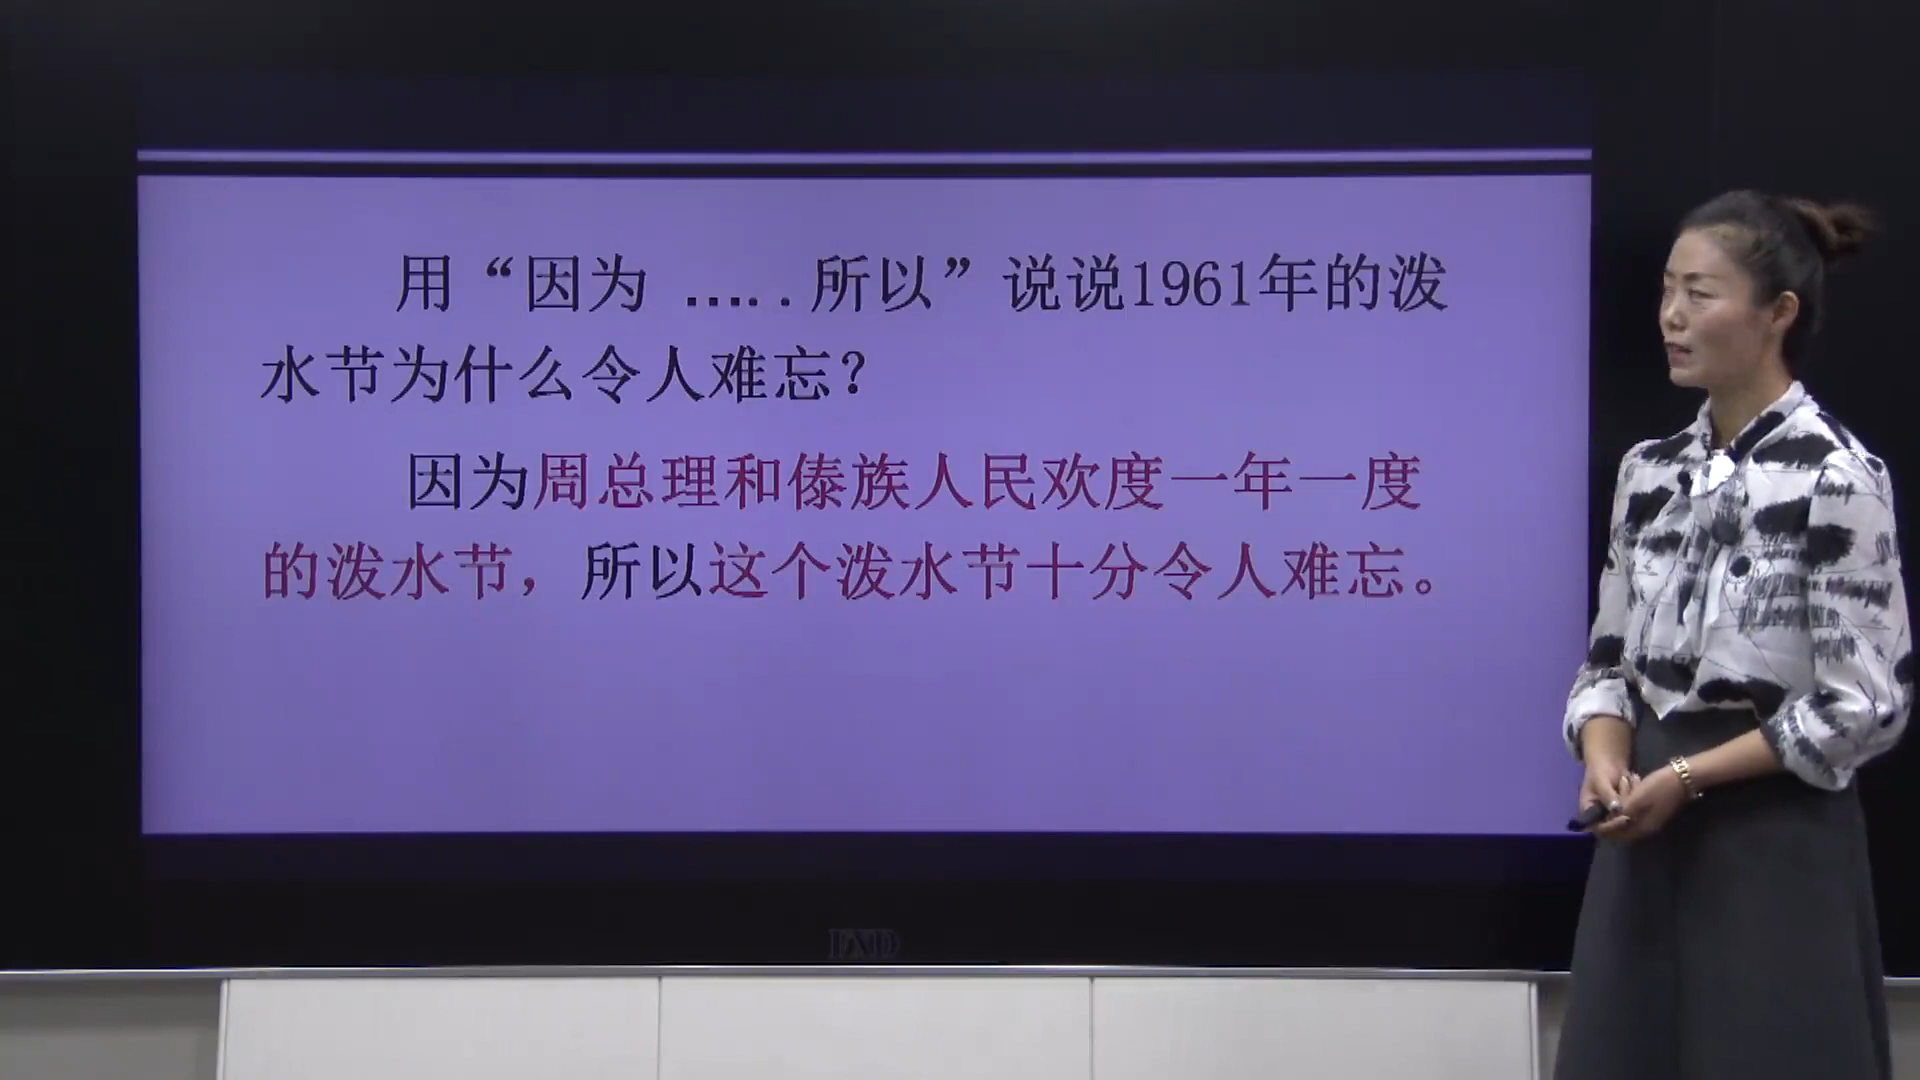 用“因为 ……所以”说说1961年的泼
水节为什么令人难忘？
因为周总理和傣族人民欢度一年一度
的泼水节，所以这个泼水节十分令人难忘。